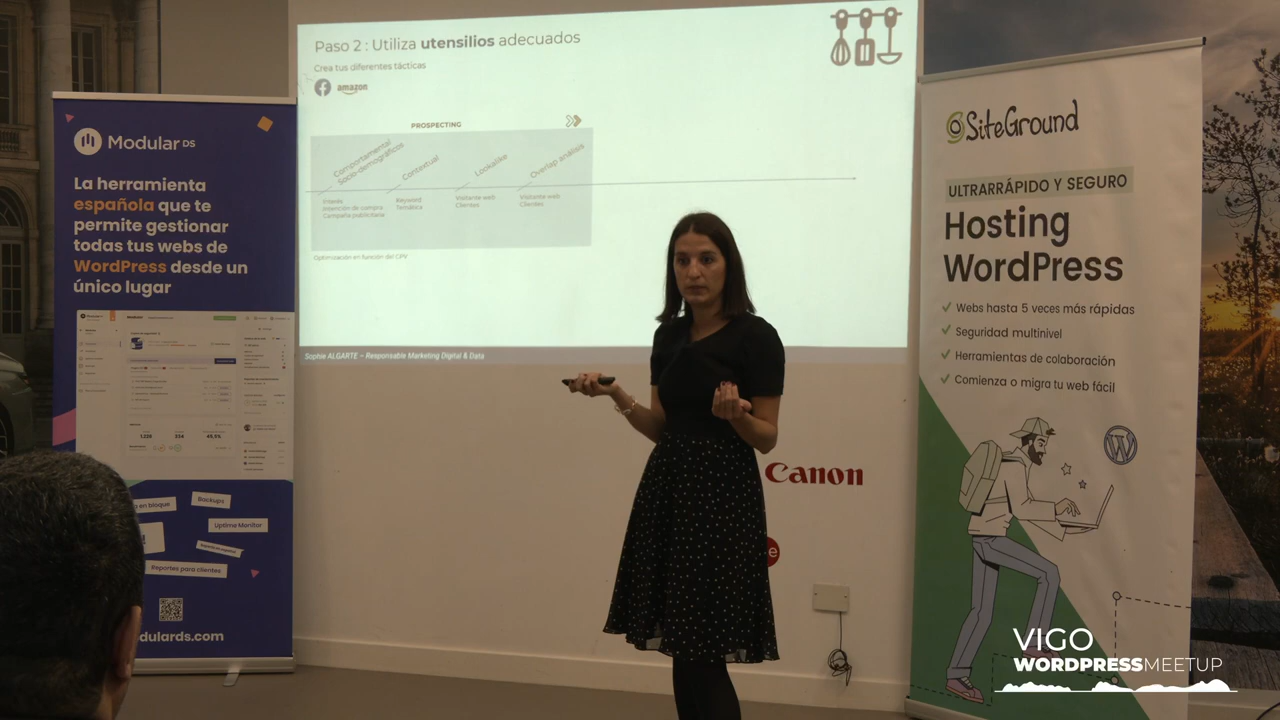 Paso 2 : Utiliza utensilios adecuados
Crea tus diferentes tácticas
amazon
PROSPECTING
Comportamental
Socio-demográficos
Contextual
Lookalike
Overlap análisis
Interés
Intención de compra
Campaña publicitaria
Keyword
Temática
Visitante web
Clientes
Visitante web
Clientes
Optimización en función del CPV
Sophie ALGARTE – Responsable Marketing Digital & Data
Modular DS
La herramienta
española que te
permite gestionar
todas tus webs de
WordPress desde un
único lugar
en bloque
Backups
Uptime Monitor
Reportes para clientes
dulards.com
SiteGround
ULTRARRÁPIDO Y SEGURO
Hosting
WordPress
Webs hasta 5 veces más rápidas
Seguridad multinivel
Herramientas de colaboración
Comienza o migra tu web fácil
Canon
e
VIGO
WORDPRESSMEETUP